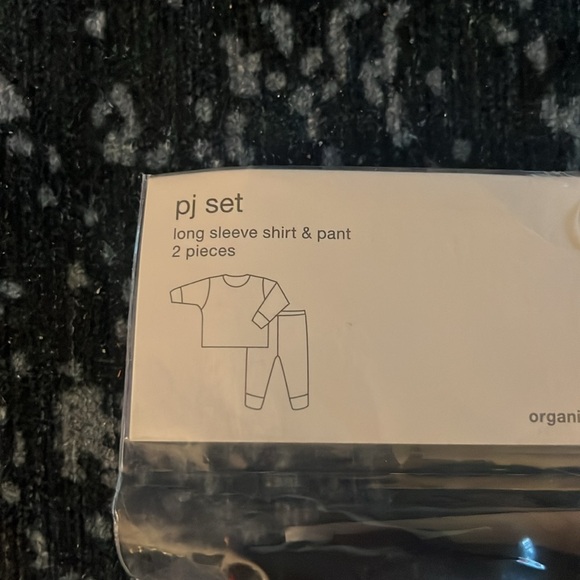 pj set
long sleeve shirt & pant
2 pieces
organi